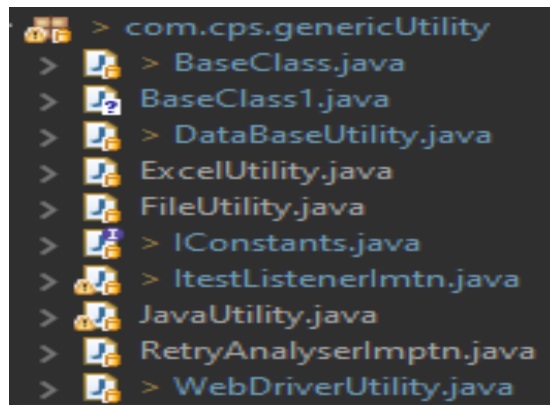 > com.cps.genericUtility
> > BaseClass.java
> BaseClass1.java
> > DataBaseUtility.java
> ExcelUtility.java
> FileUtility.java
> > IConstants.java
> > ItestListenerImtn.java
> JavaUtility.java
> RetryAnalyserImptn.java
> > WebDriverUtility.java